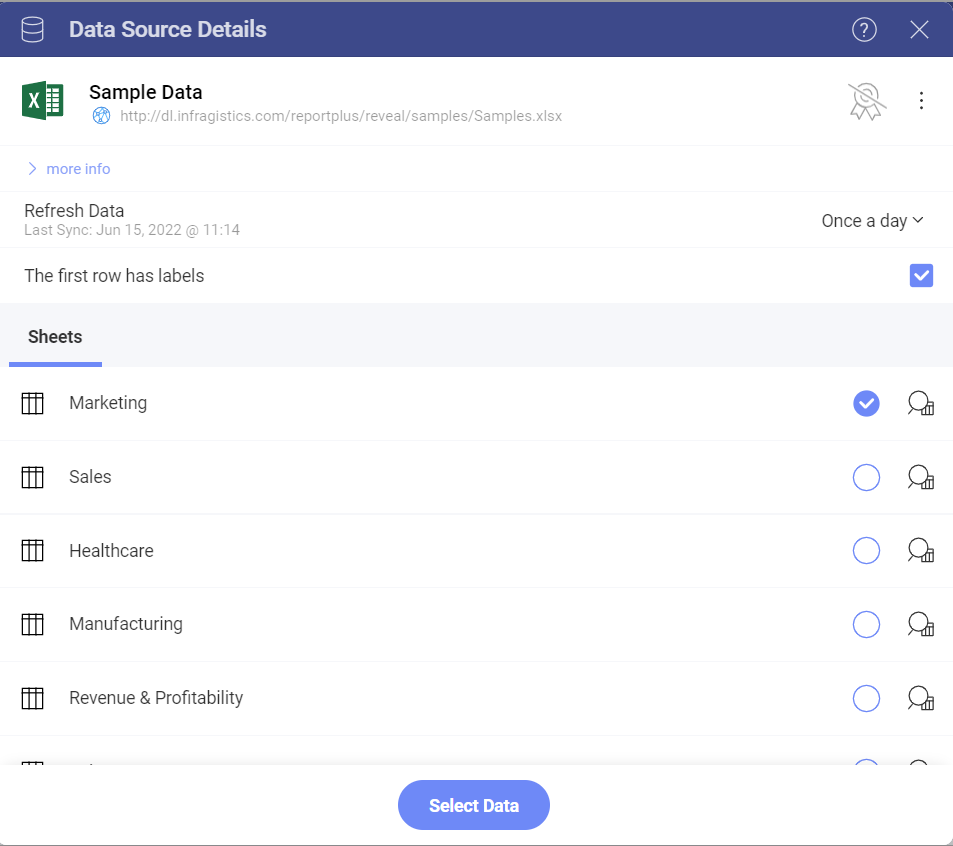 Data Source Details
?
X
Sample Data
http://dl.infragistics.com/reportplus/reveal/samples/Samples.xlsx
more info
Refresh Data
Last Sync: Jun 15, 2022 @ 11:14
Once a day
The first row has labels
Sheets
Marketing
Sales
Healthcare
Manufacturing
Revenue & Profitability
Select Data